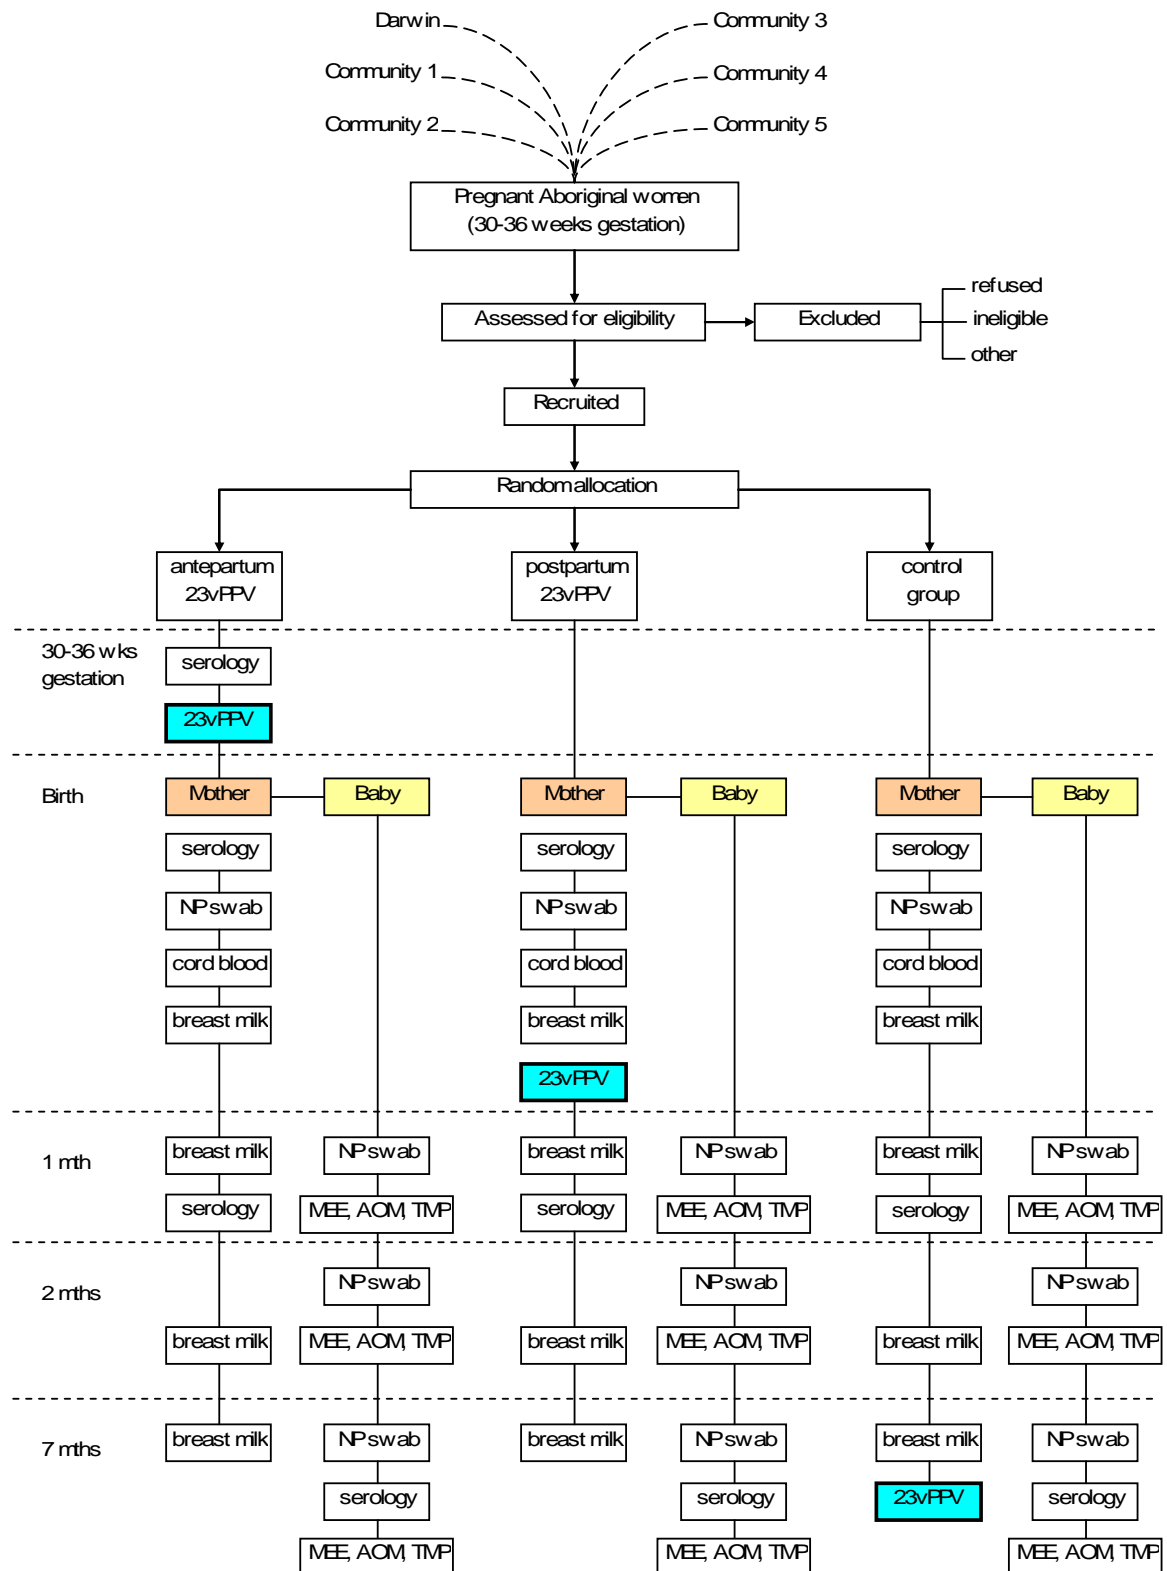 Darwin
Community 3
Community 1
Community 4
Community 2
Community 5
Pregnant Aboriginal women
(30-36 weeks gestation)
Assessed for eligibility
Excluded
refused
ineligible
other
Recruited
Random allocation
antepartum
23vPPV
postpartum
23vPPV
control
group
30-36 wks
gestation
serology
23vPPV
Birth
Mother
Baby
Mother
Baby
Mother
Baby
serology
serology
serology
NP swab
NP swab
NP swab
cord blood
cord blood
cord blood
breast milk
breast milk
breast milk
23vPPV
1 mth
breast milk
NP swab
breast milk
NP swab
breast milk
NP swab
serology
MEE, AOM, TMP
serology
MEE, AOM, TMP
serology
MEE, AOM, TMP
2 mths
NP swab
NP swab
NP swab
breast milk
MEE, AOM, TMP
breast milk
MEE, AOM, TMP
breast milk
MEE, AOM, TMP
7 mths
breast milk
NP swab
breast milk
NP swab
breast milk
NP swab
serology
serology
23vPPV
serology
MEE, AOM, TMP
MEE, AOM, TMP
MEE, AOM, TMP